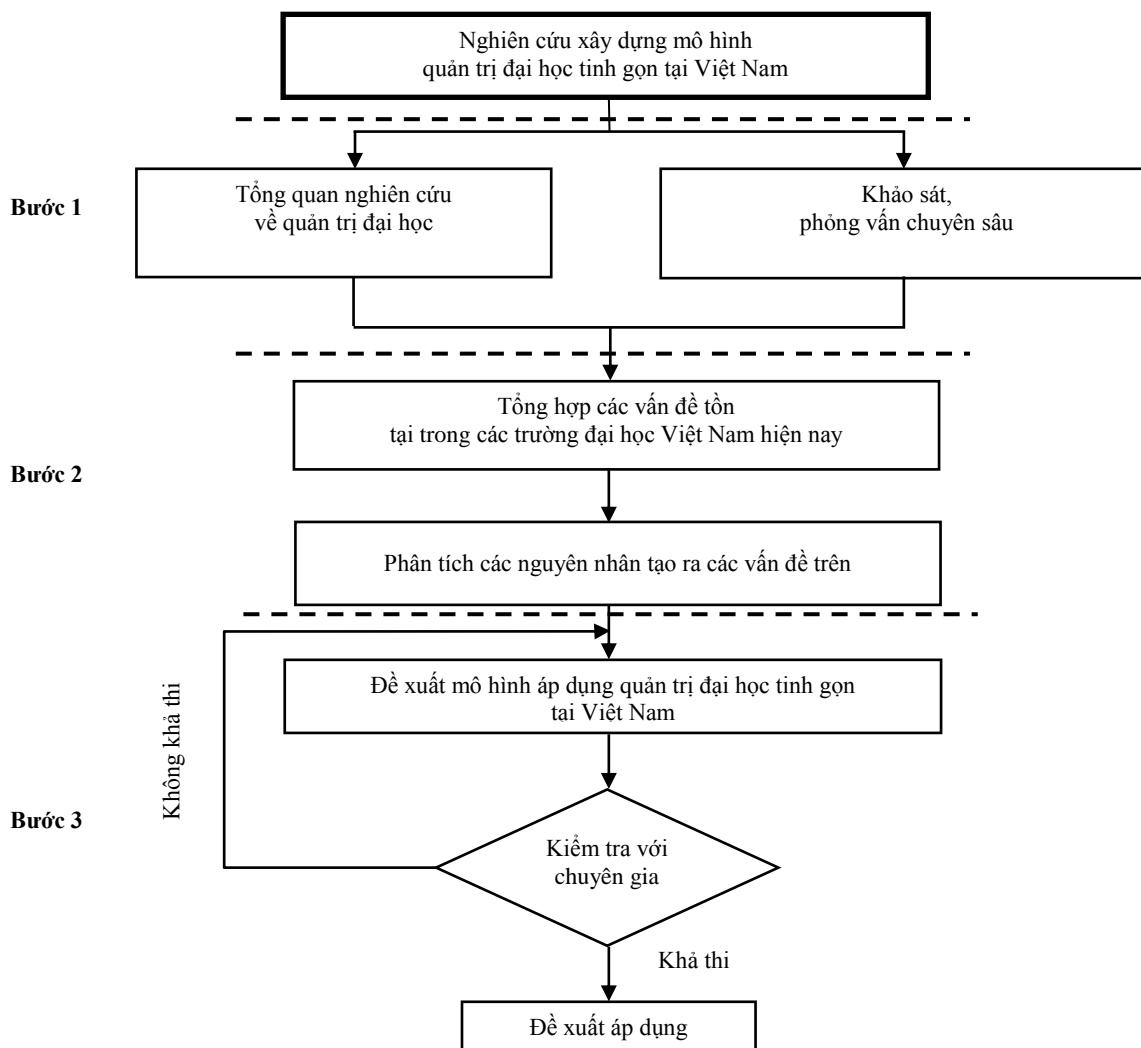 Nghiên cứu xây dựng mô hình
quản trị đại học tinh gọn tại Việt Nam
Bước 1
Tổng quan nghiên cứu
về quản trị đại học
Khảo sát,
phỏng vấn chuyên sâu
Bước 2
Tổng hợp các vấn đề tồn
tại trong các trường đại học Việt Nam hiện nay
Phân tích các nguyên nhân tạo ra các vấn đề trên
Bước 3
Không khả thi
Đề xuất mô hình áp dụng quản trị đại học tinh gọn
tai Việt Nam
Kiểm tra với
chuyên gia
Khả thi
Đề xuất áp dụng